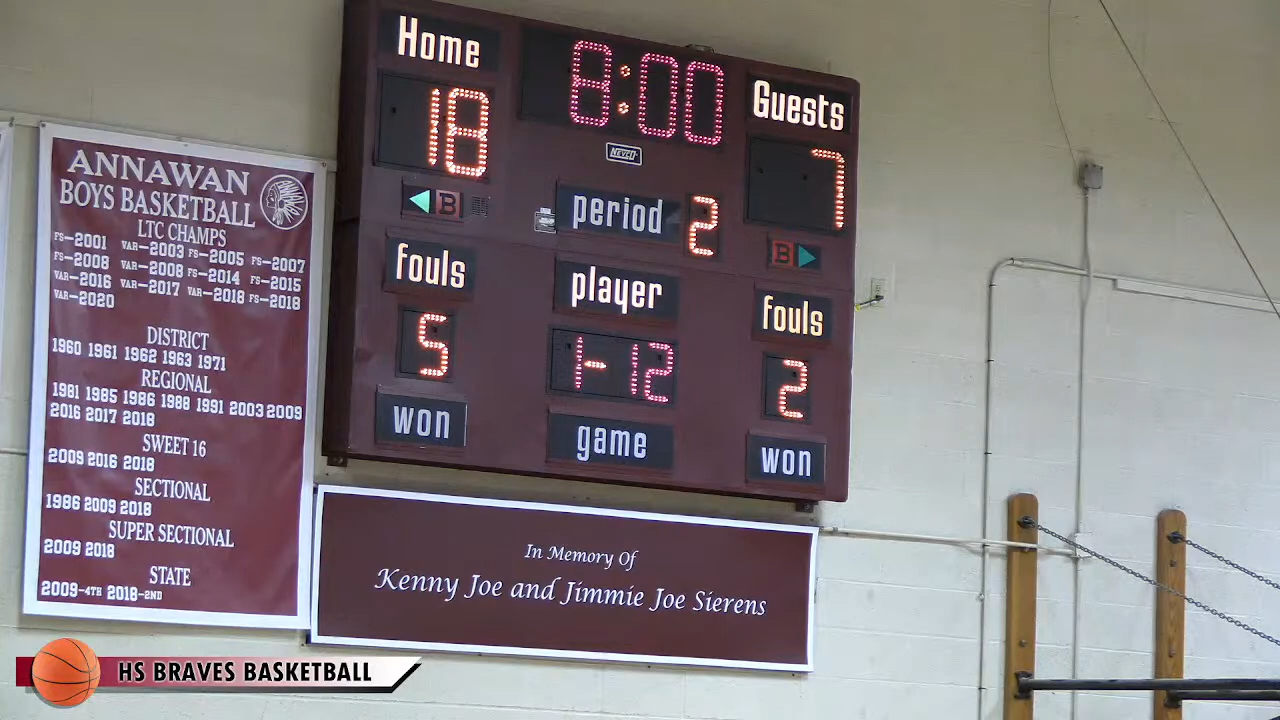 ANNAWAN
BOYS BASKETBALL
LTC CHAMPS
FS-2001 VAR-2003 FS-2005 FS-2007
FS-2008 VAR-2008 FS-2014 FS-2015
VAR-2016 VAR-2017 VAR-2018 FS-2018
VAR-2020
DISTRICT
1960 1961 1962 1963 1971
REGIONAL
1981 1985 1986 1988 1991 2003 2009
2016 2017 2018
SWEET 16
2009 2016 2018
SECTIONAL
1986 2009 2018
SUPER SECTIONAL
2009 2018
STATE
2009-4TH 2018-2ND
Home 8:00 Guests
18 7
NEVCO
B period 2 B
fouls player fouls
5 1-12 2
won game won
In Memory Of
Kenny Joe and Jimmie Joe Sierens
HS BRAVES BASKETBALL